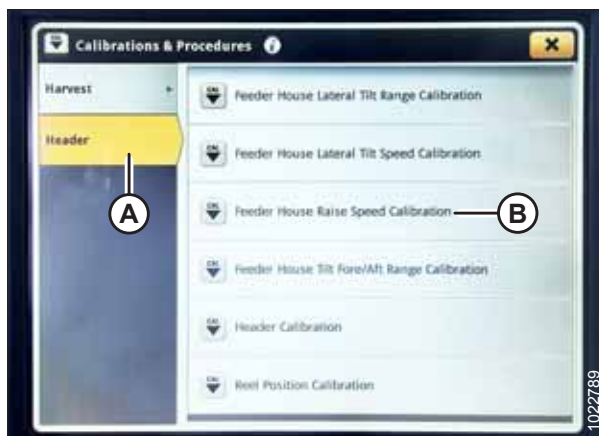 Calibrations & Procedures
Harvest
Header
Feeder House Lateral Tilt Range Calibration
Feeder House Lateral Tilt Speed Calibration
Feeder House Raise Speed Calibration
Feeder House Tilt Fore/Aft Range Calibration
Header Calibration
Reel Position Calibration
A
B
1022789